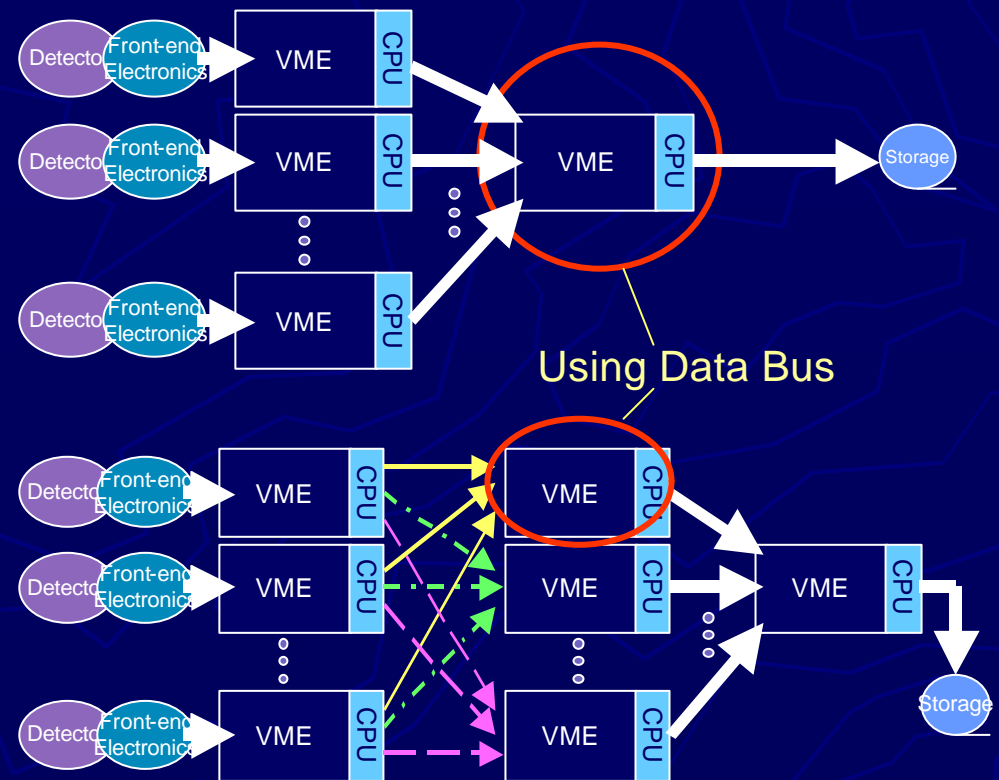 Detecto
Front-end
Electronics
VME
CPU
Detecto
Front-end
Electronics
VME
CPU
VME
CPU
Storage
Detecto
Front-end
Electronics
VME
CPU
Using Data Bus
Detecto
Front-end
Electronics
VME
CPU
VME
CPU
Detecto
Front-end
Electronics
VME
CPU
VME
CPU
VME
CPU
Detecto
Front-end
Electronics
VME
CPU
VME
CPU
Storage